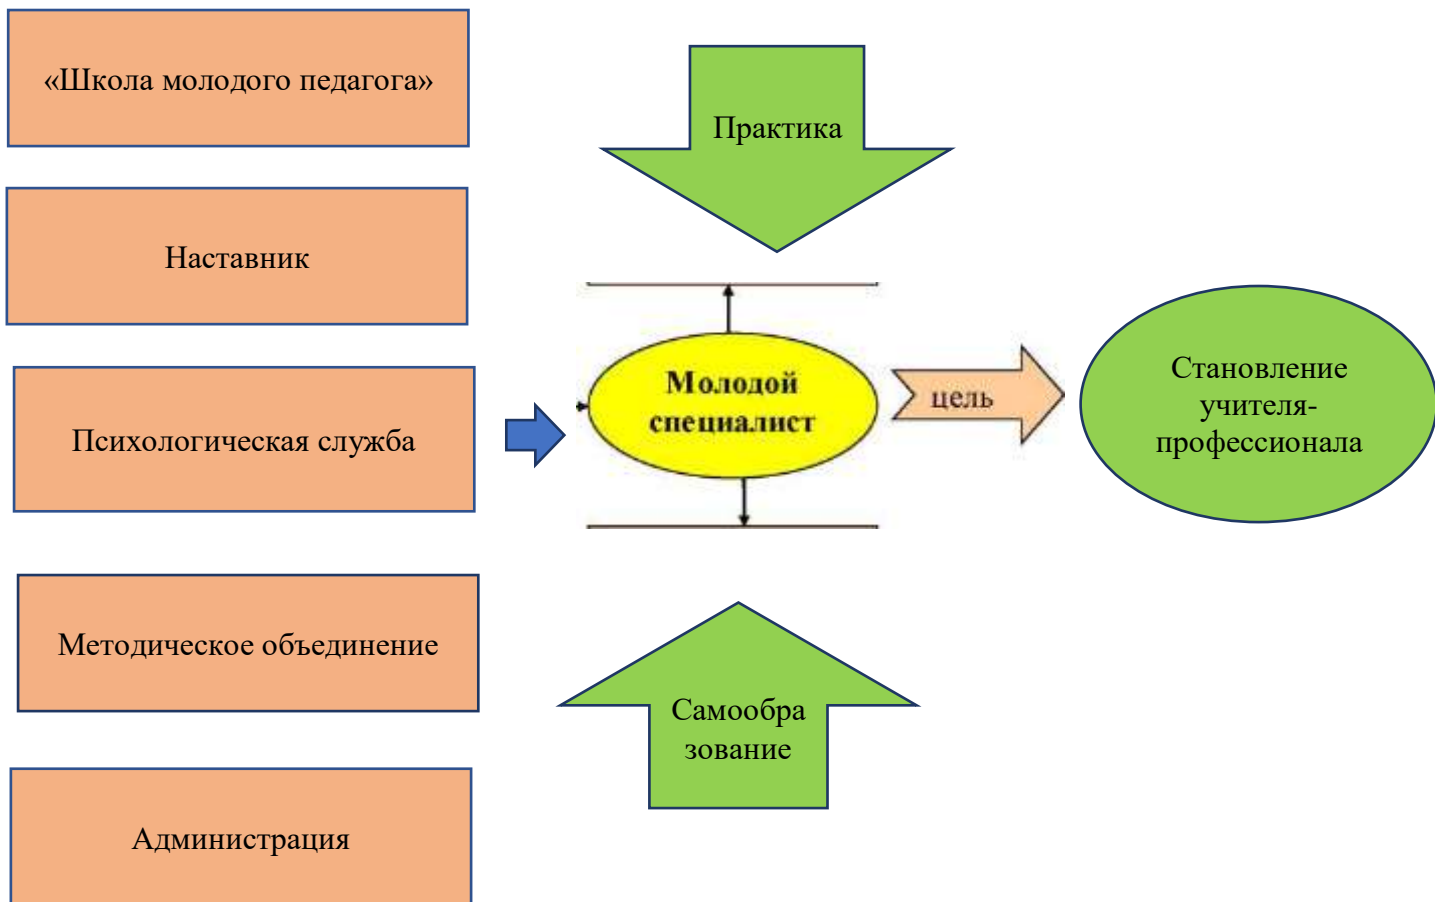 «Школа молодого педагога»
Практика
Наставник
Психологическая служба
Молодой
специалист
цель
Становление
учителя-
профессионала
Методическое объединение
Самообра
зование
Администрация